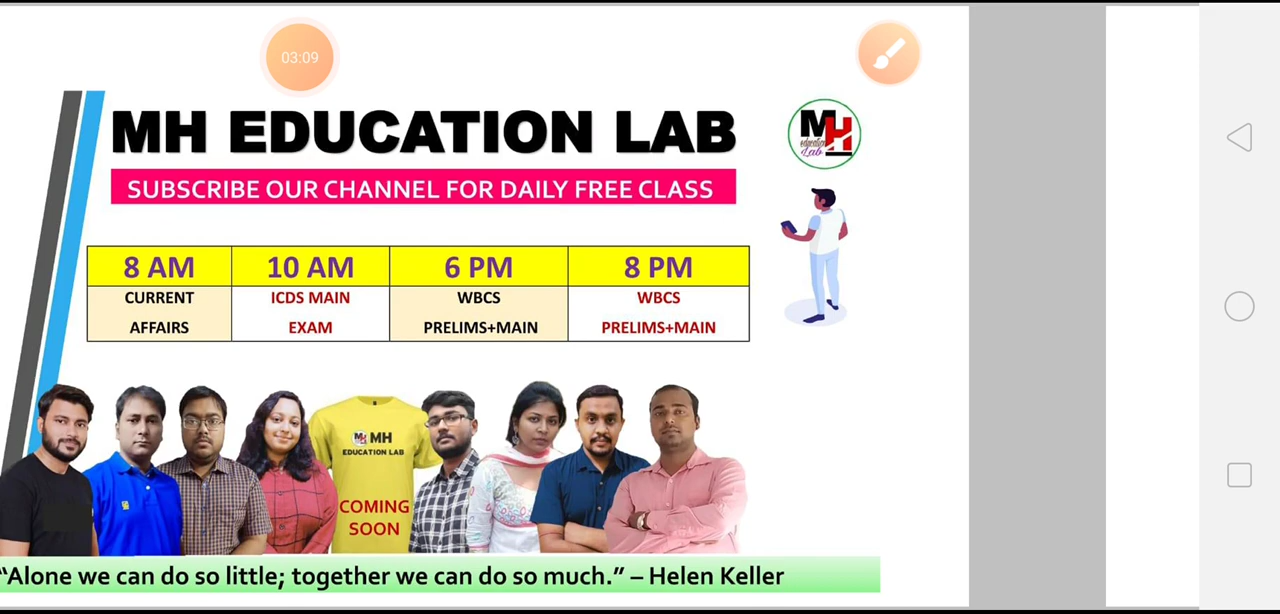 03:09
MH EDUCATION LAB
MH
education
Lab
SUBSCRIBE OUR CHANNEL FOR DAILY FREE CLASS
8 AM 10 AM 6 PM 8 PM
CURRENT ICDS MAIN WBCS WBCS
AFFAIRS EXAM PRELIMS+MAIN PRELIMS+MAIN
MH
EDUCATION LAB
COMING
SOON
“Alone we can do so little; together we can do so much.” – Helen Keller